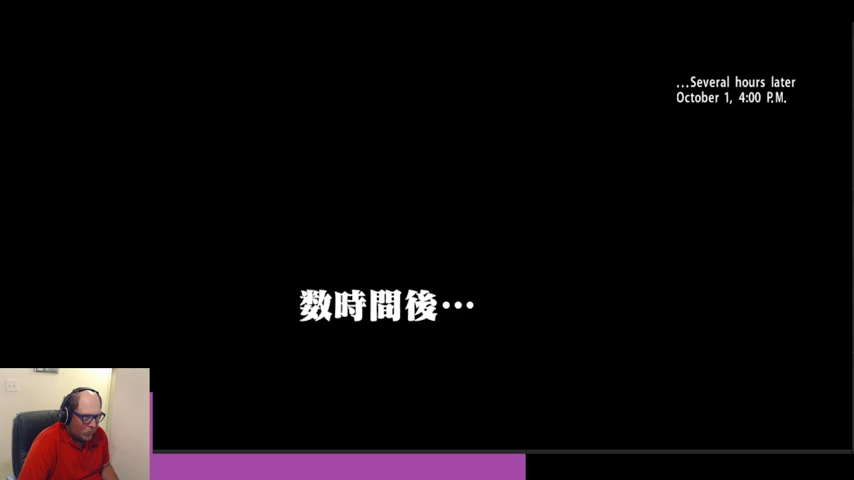 ...Several hours later
October 1, 4:00 P.M.
数時間後…